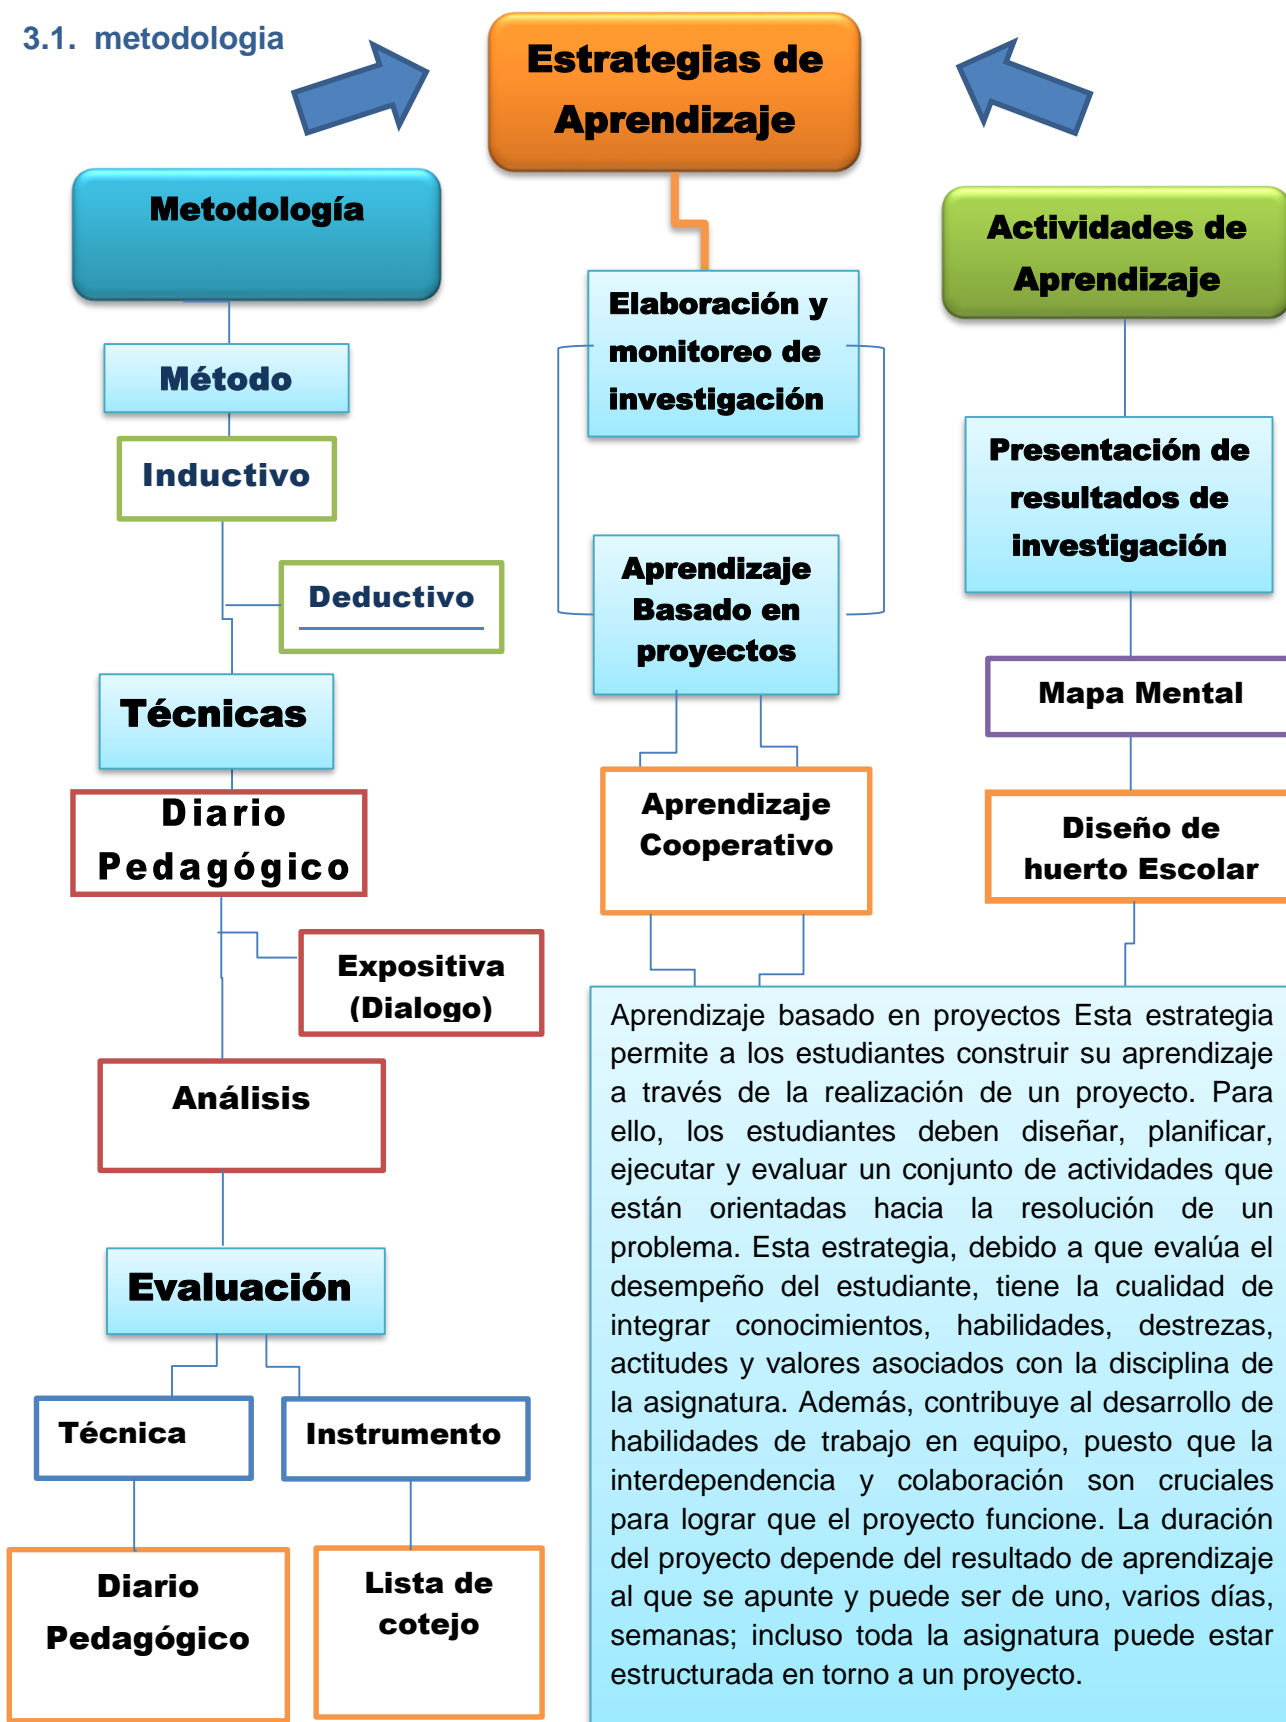 3.1. metodologia
Estrategias de
Aprendizaje
Metodología
Método
Inductivo
Deductivo
Técnicas
Diario
Pedagógico
Expositiva
(Dialogo)
Análisis
Evaluación
Técnica
Instrumento
Diario
Pedagógico
Lista de
cotejo
Elaboración y
monitoreo de
investigación
Aprendizaje
Basado en
proyectos
Aprendizaje
Cooperativo
Actividades de
Aprendizaje
Presentación de
resultados de
investigación
Mapa Mental
Diseño de
huerto Escolar
Aprendizaje basado en proyectos Esta estrategia
permite a los estudiantes construir su aprendizaje
a través de la realización de un proyecto. Para
ello, los estudiantes deben diseñar, planificar,
ejecutar y evaluar un conjunto de actividades que
están orientadas hacia la resolución de un
problema. Esta estrategia, debido a que evalúa el
desempeño del estudiante, tiene la cualidad de
integrar conocimientos, habilidades, destrezas,
actitudes y valores asociados con la disciplina de
la asignatura. Además, contribuye al desarrollo de
habilidades de trabajo en equipo, puesto que la
interdependencia y colaboración son cruciales
para lograr que el proyecto funcione. La duración
del proyecto depende del resultado de aprendizaje
al que se apunte y puede ser de uno, varios días,
semanas; incluso toda la asignatura puede estar
estructurada en torno a un proyecto.